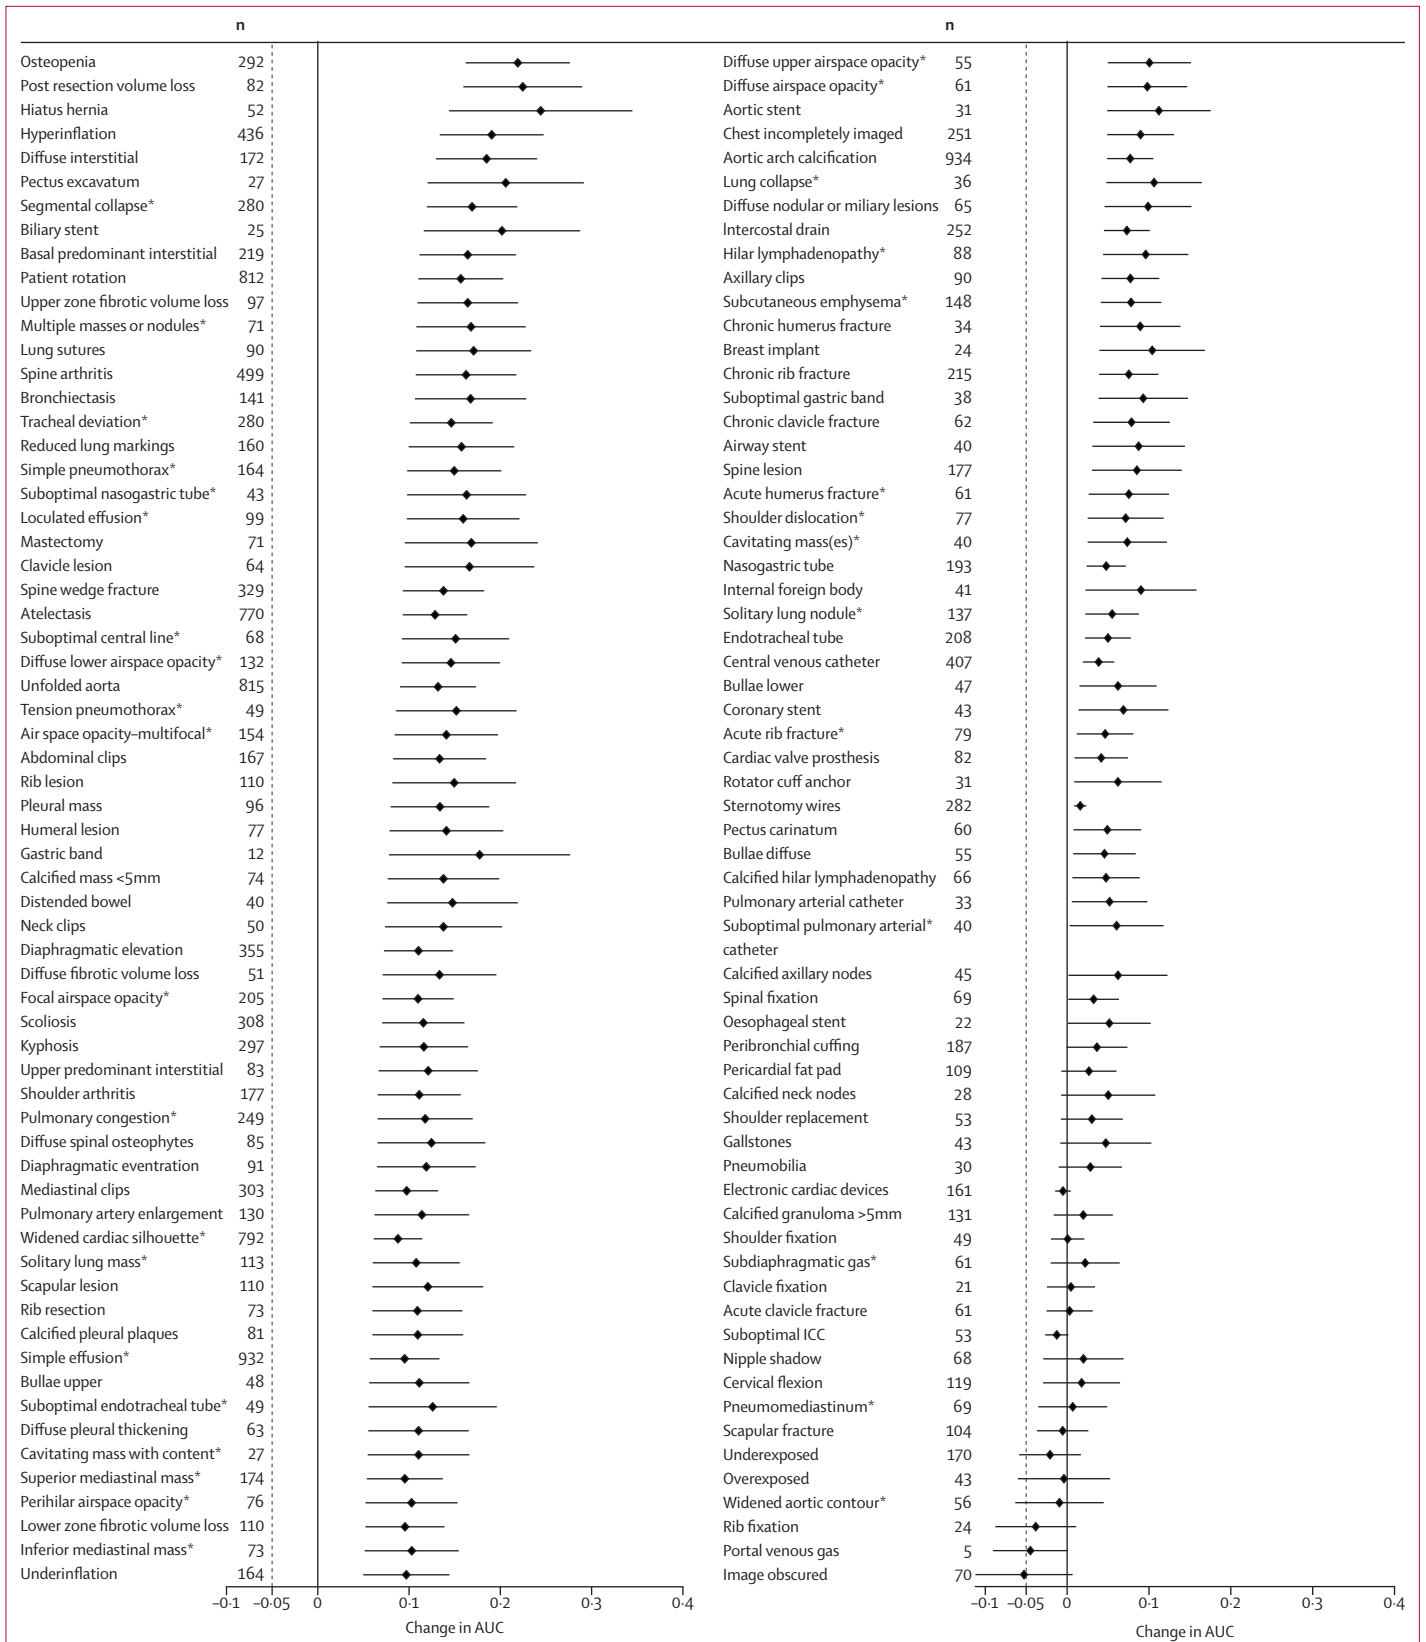 n
Osteopenia 292
Post resection volume loss 82
Hiatus hernia 52
Hyperinflation 436
Diffuse interstitial 172
Pectus excavatum 27
Segmental collapse* 280
Biliary stent 25
Basal predominant interstitial 219
Patient rotation 812
Upper zone fibrotic volume loss 97
Multiple masses or nodules* 71
Lung sutures 90
Spine arthritis 499
Bronchiectasis 141
Tracheal deviation* 280
Reduced lung markings 160
Simple pneumothorax* 164
Suboptimal nasogastric tube* 43
Loculated effusion* 99
Mastectomy 71
Clavicle lesion 64
Spine wedge fracture 329
Atelectasis 770
Suboptimal central line* 68
Diffuse lower airspace opacity* 132
Unfolded aorta 815
Tension pneumothorax* 49
Air space opacity–multifocal* 154
Abdominal clips 167
Rib lesion 110
Pleural mass 96
Humeral lesion 77
Gastric band 12
Calcified mass <5mm 74
Distended bowel 40
Neck clips 50
Diaphragmatic elevation 355
Diffuse fibrotic volume loss 51
Focal airspace opacity* 205
Scoliosis 308
Kyphosis 297
Upper predominant interstitial 83
Shoulder arthritis 177
Pulmonary congestion* 249
Diffuse spinal osteophytes 85
Diaphragmatic eventration 91
Mediastinal clips 303
Pulmonary artery enlargement 130
Widened cardiac silhouette* 792
Solitary lung mass* 113
Scapular lesion 110
Rib resection 73
Calcified pleural plaques 81
Simple effusion* 932
Bullae upper 48
Suboptimal endotracheal tube* 49
Diffuse pleural thickening 63
Cavitating mass with content* 27
Superior mediastinal mass* 174
Perihilar airspace opacity* 76
Lower zone fibrotic volume loss 110
Inferior mediastinal mass* 73
Underinflation 164
–0·1 –0·05 0 0·1 0·2 0·3 0·4
Change in AUC
n
Diffuse upper airspace opacity* 55
Diffuse airspace opacity* 61
Aortic stent 31
Chest incompletely imaged 251
Aortic arch calcification 934
Lung collapse* 36
Diffuse nodular or miliary lesions 65
Intercostal drain 252
Hilar lymphadenopathy* 88
Axillary clips 90
Subcutaneous emphysema* 148
Chronic humerus fracture 34
Breast implant 24
Chronic rib fracture 215
Suboptimal gastric band 38
Chronic clavicle fracture 62
Airway stent 40
Spine lesion 177
Acute humerus fracture* 61
Shoulder dislocation* 77
Cavitating mass(es)* 40
Nasogastric tube 193
Internal foreign body 41
Solitary lung nodule* 137
Endotracheal tube 208
Central venous catheter 407
Bullae lower 47
Coronary stent 43
Acute rib fracture* 79
Cardiac valve prosthesis 82
Rotator cuff anchor 31
Sternotomy wires 282
Pectus carinatum 60
Bullae diffuse 55
Calcified hilar lymphadenopathy 66
Pulmonary arterial catheter 33
Suboptimal pulmonary arterial* 40
catheter
Calcified axillary nodes 45
Spinal fixation 69
Oesophageal stent 22
Peribronchial cuffing 187
Pericardial fat pad 109
Calcified neck nodes 28
Shoulder replacement 53
Gallstones 43
Pneumobilia 30
Electronic cardiac devices 161
Calcified granuloma >5mm 131
Shoulder fixation 49
Subdiaphragmatic gas* 61
Clavicle fixation 21
Acute clavicle fracture 61
Suboptimal ICC 53
Nipple shadow 68
Cervical flexion 119
Pneumomediastinum* 69
Scapular fracture 104
Underexposed 170
Overexposed 43
Widened aortic contour* 56
Rib fixation 24
Portal venous gas 5
Image obscured 70
–0·1 –0·05 0 0·1 0·2 0·3 0·4
Change in AUC